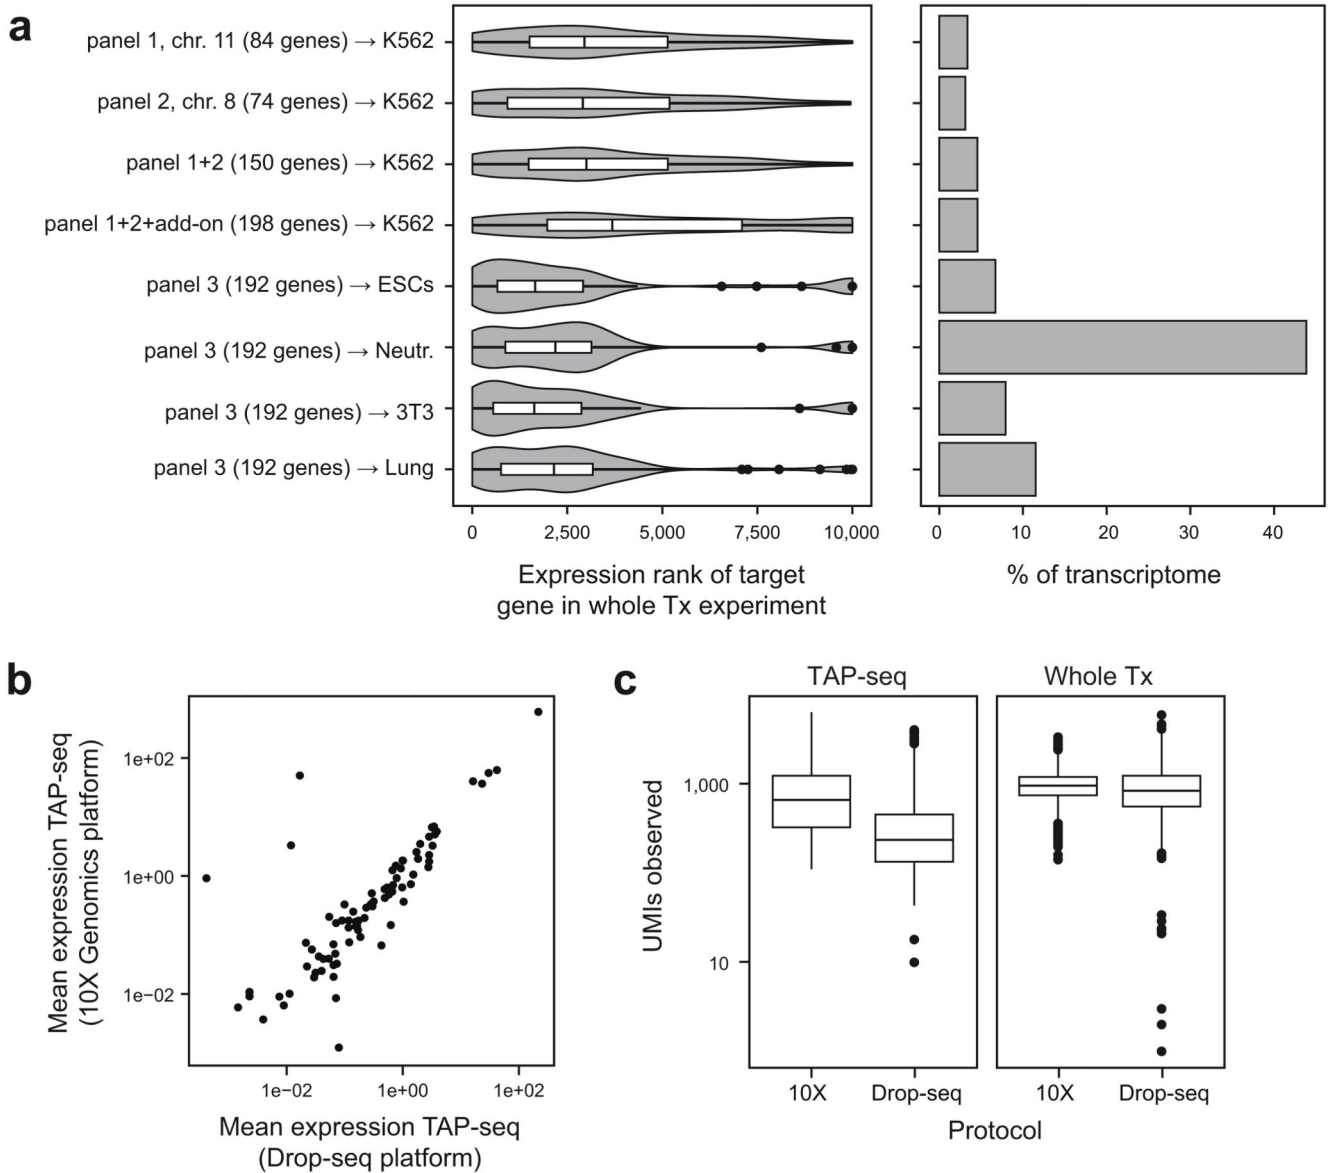 a
panel 1, chr. 11 (84 genes) → K562
panel 2, chr. 8 (74 genes) → K562
panel 1+2 (150 genes) → K562
panel 1+2+add-on (198 genes) → K562
panel 3 (192 genes) → ESCs
panel 3 (192 genes) → Neutr.
panel 3 (192 genes) → 3T3
panel 3 (192 genes) → Lung
0 2,500 5,000 7,500 10,000
Expression rank of target
gene in whole Tx experiment
0 10 20 30 40
% of transcriptome
b
Mean expression TAP-seq
(10X Genomics platform)
1e+02
1e+00
1e−02
1e−02 1e+00 1e+02
Mean expression TAP-seq
(Drop-seq platform)
c
TAP-seq Whole Tx
UMIs observed
1,000
10
10X Drop-seq 10X Drop-seq
Protocol